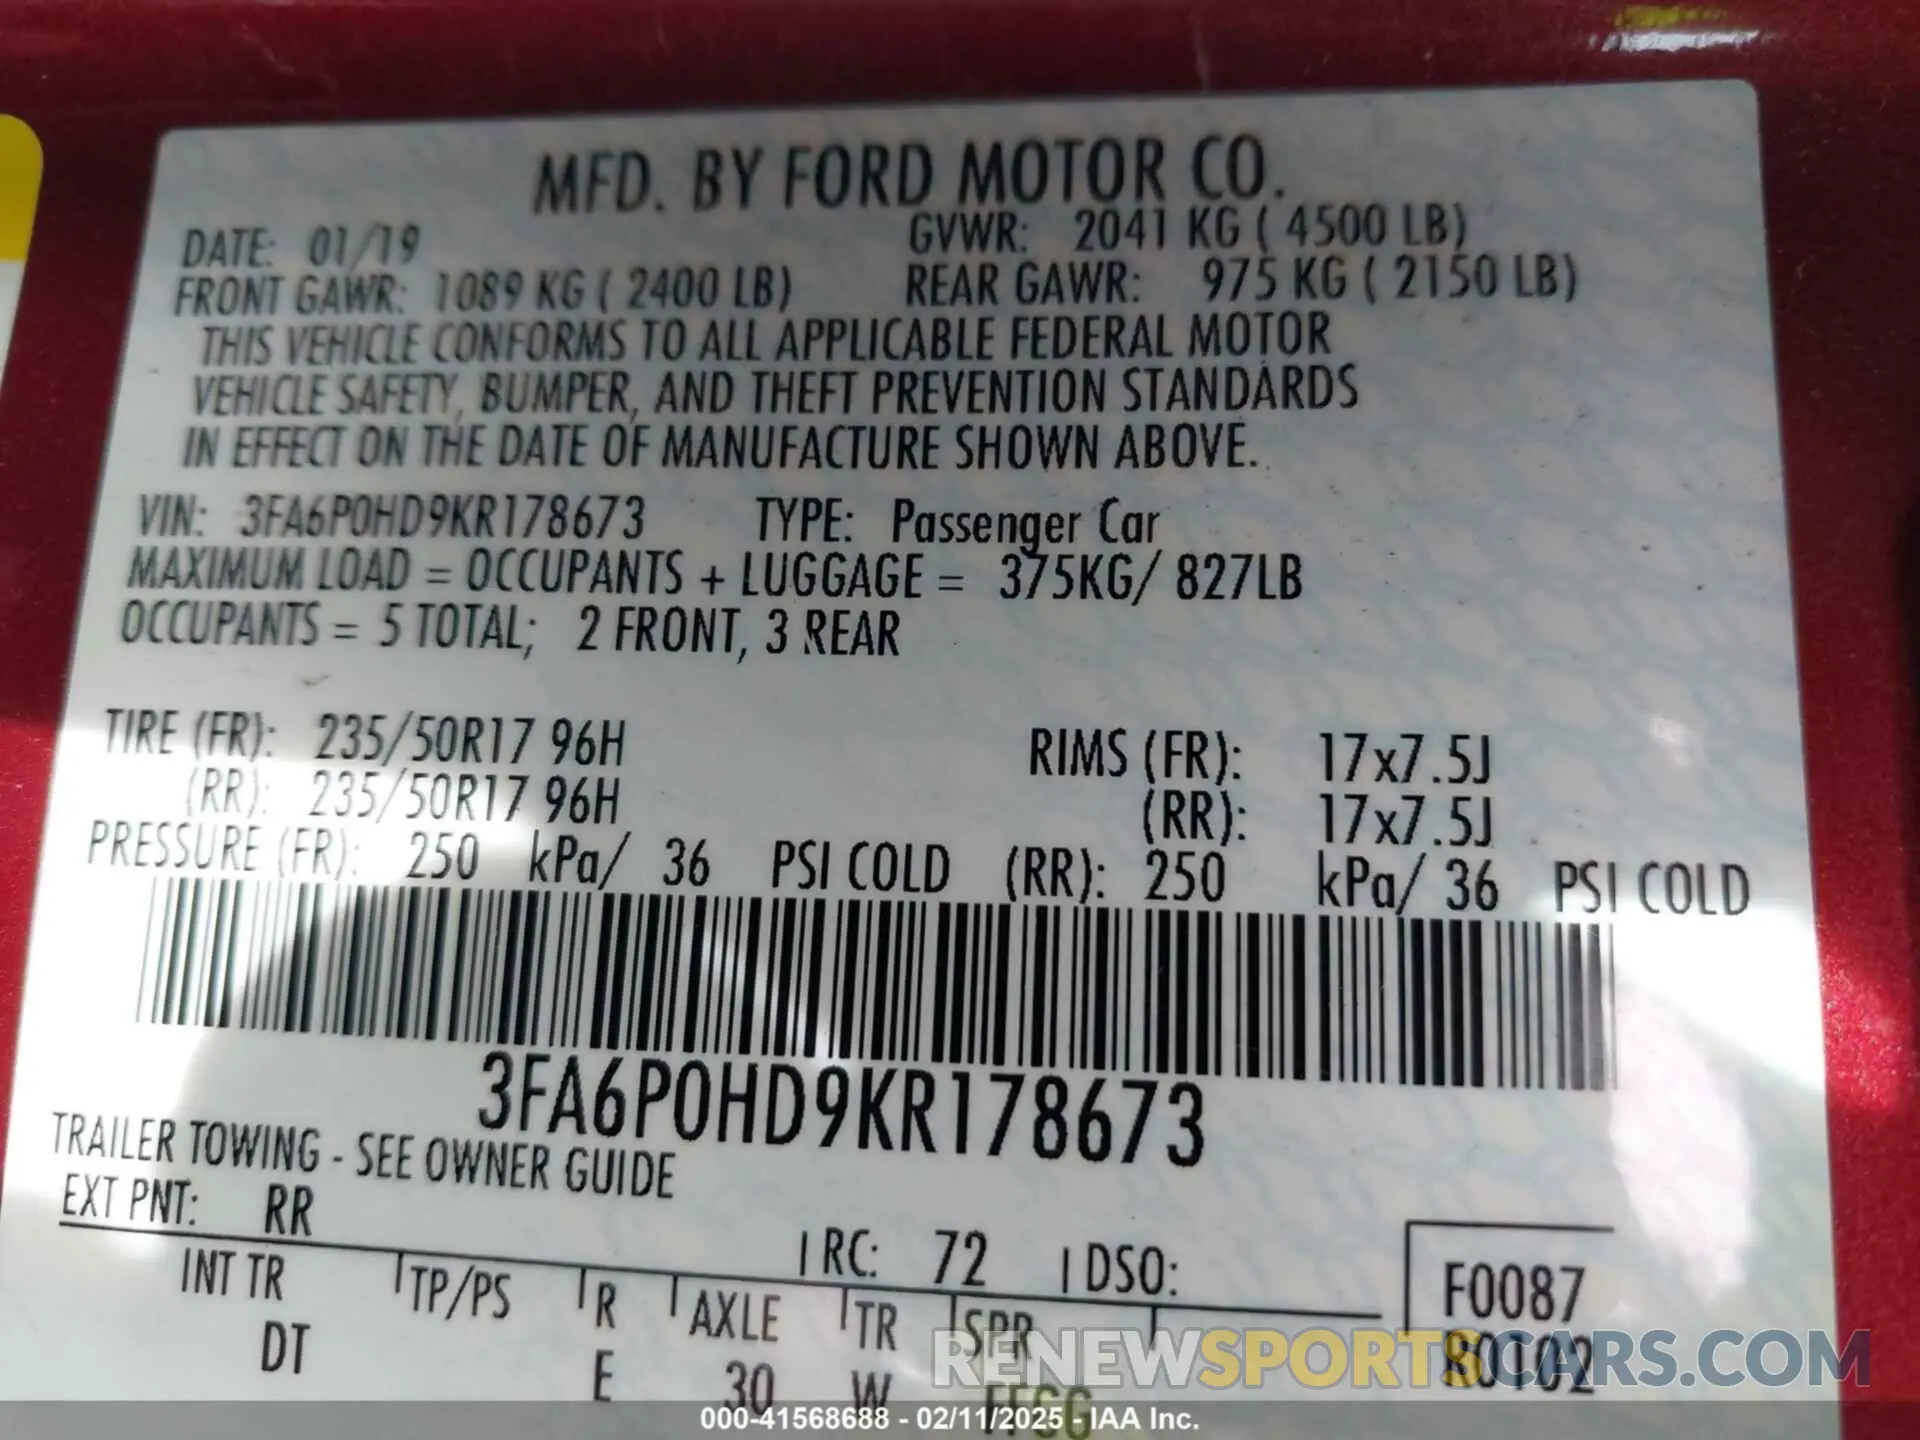 MFD. BY FORD MOTOR CO.
DATE: 01/19 GVWR: 2041 KG ( 4500 LB)
FRONT GAWR: 1089 KG ( 2400 LB) REAR GAWR: 975 KG ( 2150 LB)
THIS VEHICLE CONFORMS TO ALL APPLICABLE FEDERAL MOTOR
VEHICLE SAFETY, BUMPER, AND THEFT PREVENTION STANDARDS
IN EFFECT ON THE DATE OF MANUFACTURE SHOWN ABOVE.
VIN: 3FA6P0HD9KR178673 TYPE: Passenger Car
MAXIMUM LOAD = OCCUPANTS + LUGGAGE = 375KG/ 827LB
OCCUPANTS = 5 TOTAL; 2 FRONT, 3 REAR
TIRE (FR): 235/50R17 96H RIMS (FR): 17x7.5J
(RR): 235/50R17 96H (RR): 17x7.5J
PRESSURE (FR): 250 kPa/ 36 PSI COLD (RR): 250 kPa/ 36 PSI COLD
3FA6P0HD9KR178673
TRAILER TOWING - SEE OWNER GUIDE
EXT PNT: RR RC: 72 DSO:
INT TR TP/PS R AXLE TR SPR F0087
DT E 30 W FFGG R0102
RENEWSPORTSCARS.COM
000-41568688 - 02/11/2025 - IAA Inc.